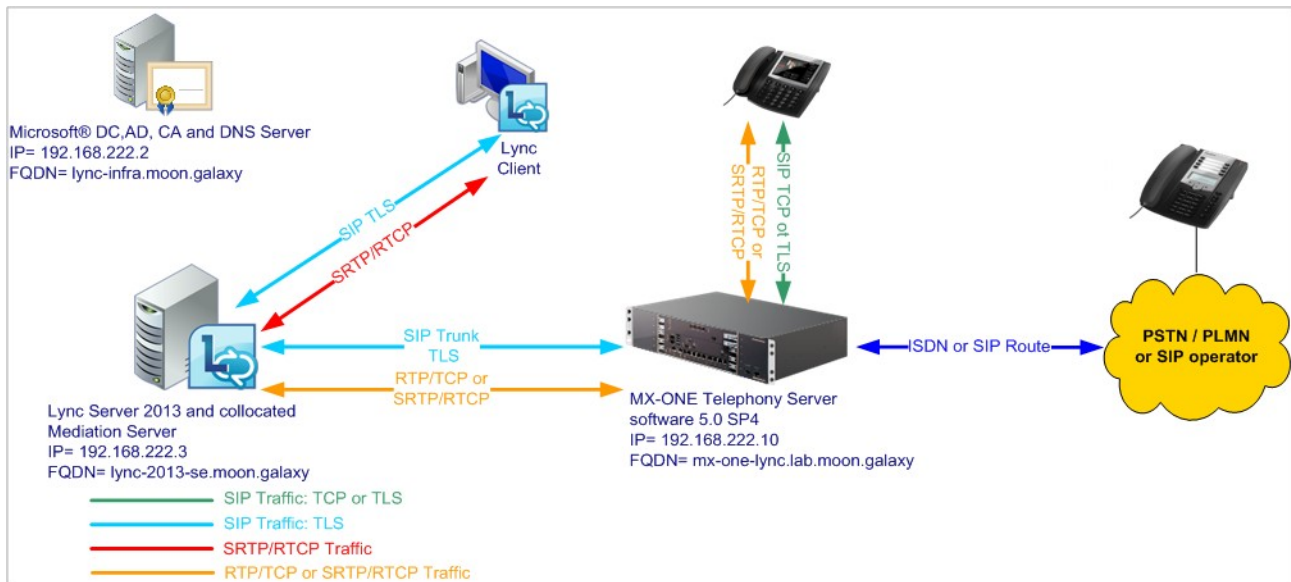 Microsoft® DC,AD, CA and DNS Server
IP= 192.168.222.2
FQDN= lync-infra.moon.galaxy
Lync
Client
SIP TLS
SRTP/RTCP
RTP/TCP or
SRTP/RTCP
SIP TCP ot TLS
SIP Trunk
TLS
RTP/TCP or
SRTP/RTCP
ISDN or SIP Route
PSTN / PLMN
or SIP operator
Lync Server 2013 and collocated
Mediation Server
IP= 192.168.222.3
FQDN= lync-2013-se.moon.galaxy
MX-ONE Telephony Server
software 5.0 SP4
IP= 192.168.222.10
FQDN= mx-one-lync.lab.moon.galaxy
SIP Traffic: TCP or TLS
SIP Traffic: TLS
SRTP/RTCP Traffic
RTP/TCP or SRTP/RTCP Traffic